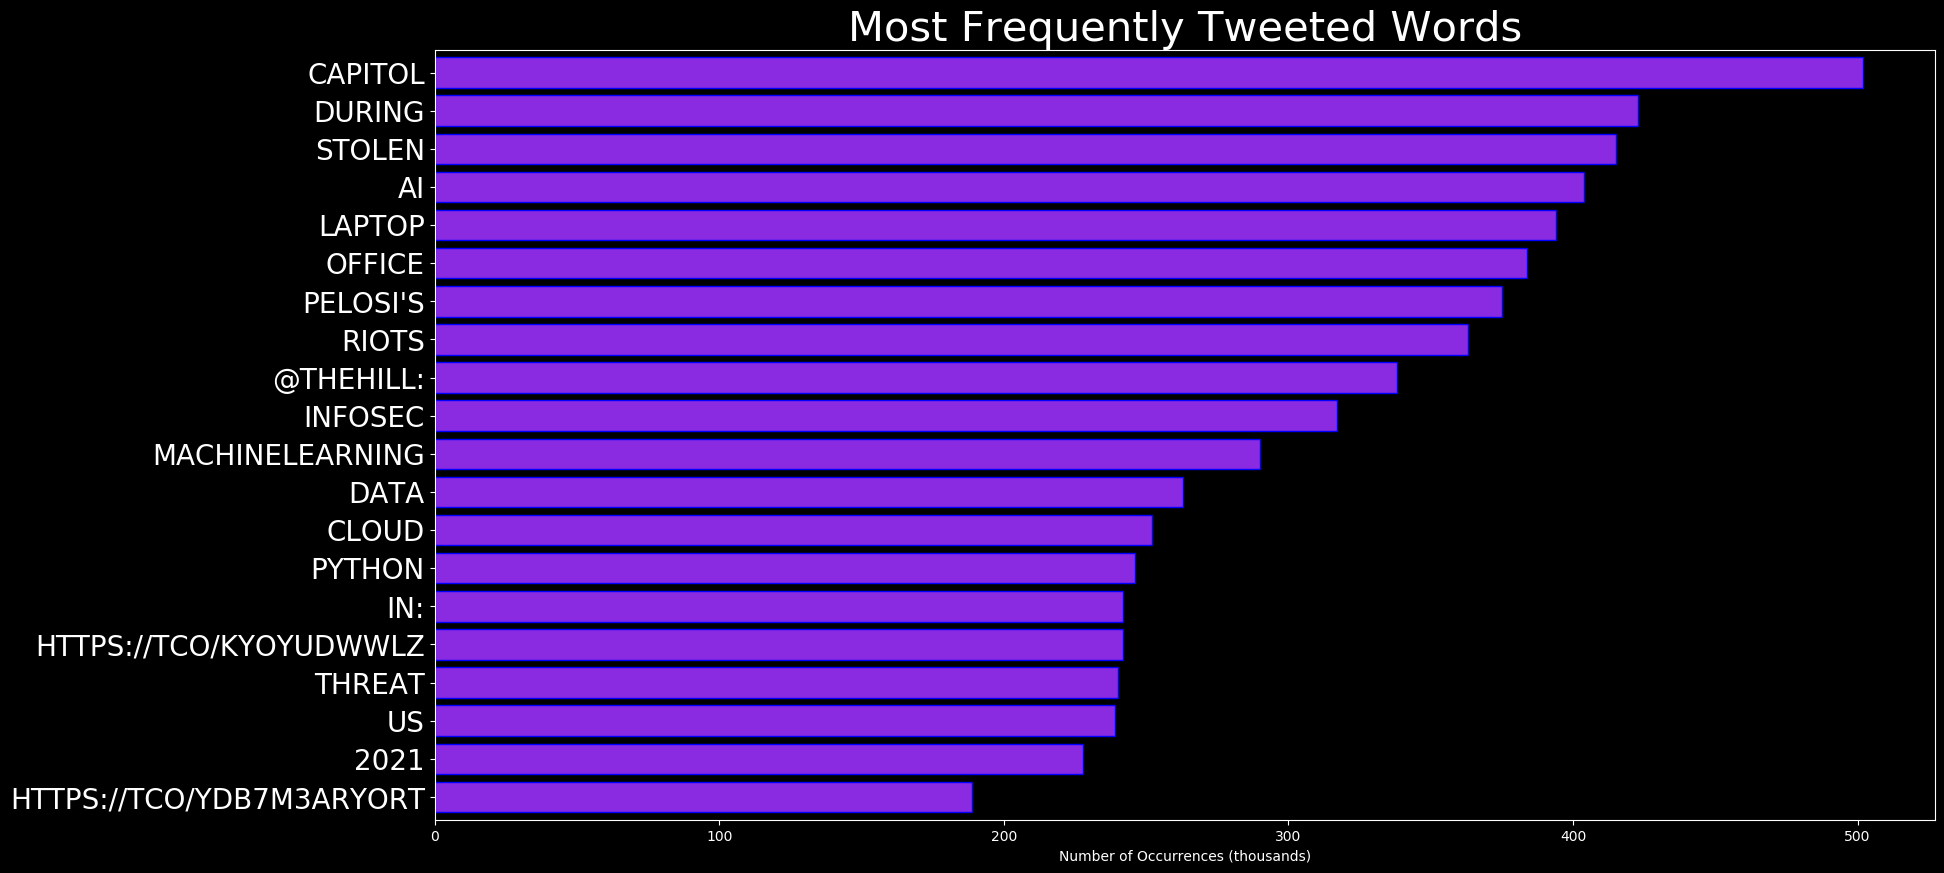 Most Frequently Tweeted Words
CAPITOL
DURING
STOLEN
AI
LAPTOP
OFFICE
PELOSI'S
RIOTS
@THEHILL:
INFOSEC
MACHINELEARNING
DATA
CLOUD
PYTHON
IN:
HTTPS://TCO/KYOYUDWWLZ
THREAT
US
2021
HTTPS://TCO/YDB7M3ARYORT
0 100 200 300 400 500
Number of Occurrences (thousands)